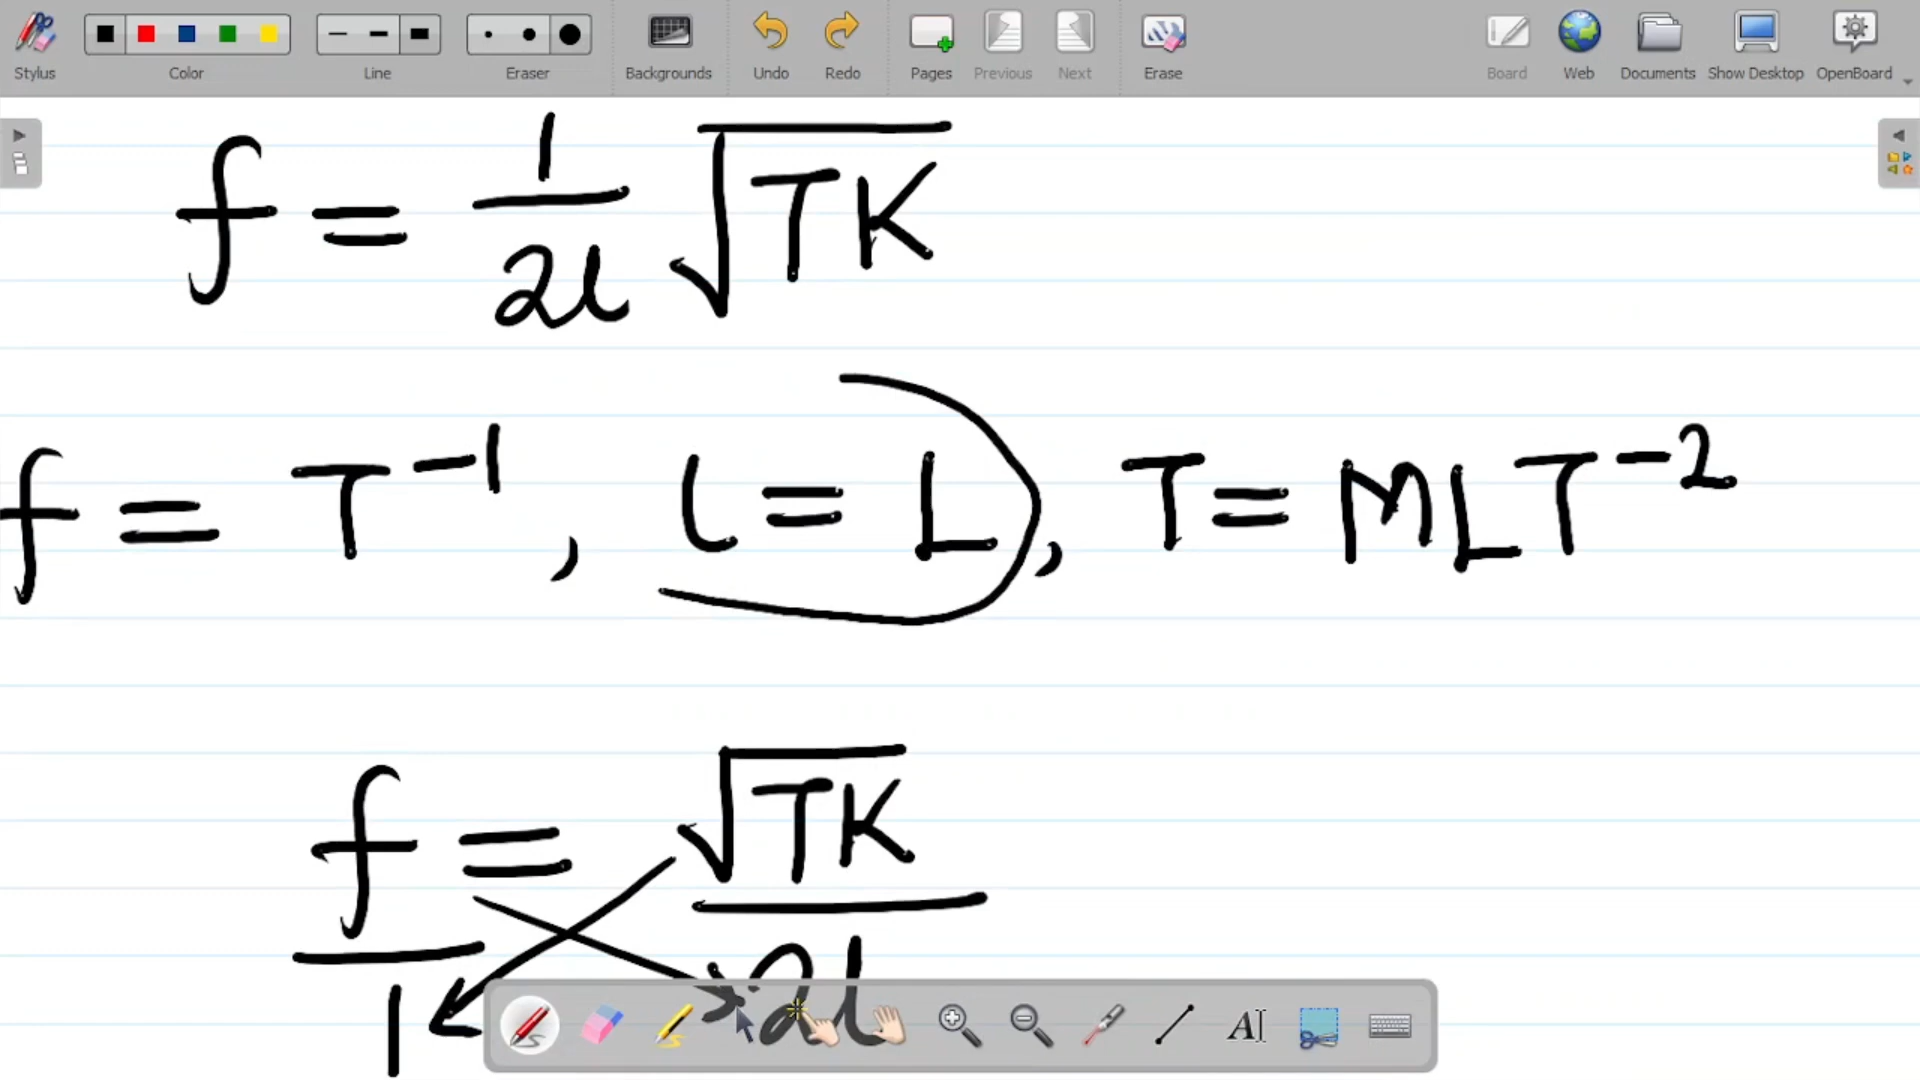 Stylus Color Line Eraser Backgrounds Undo Redo Pages Previous Next Erase Board Web Documents Show Desktop OpenBoard
f = 1/2l √TK
f = T⁻¹, l = L, T = MLT⁻²
f/1 = √TK/2l
AI